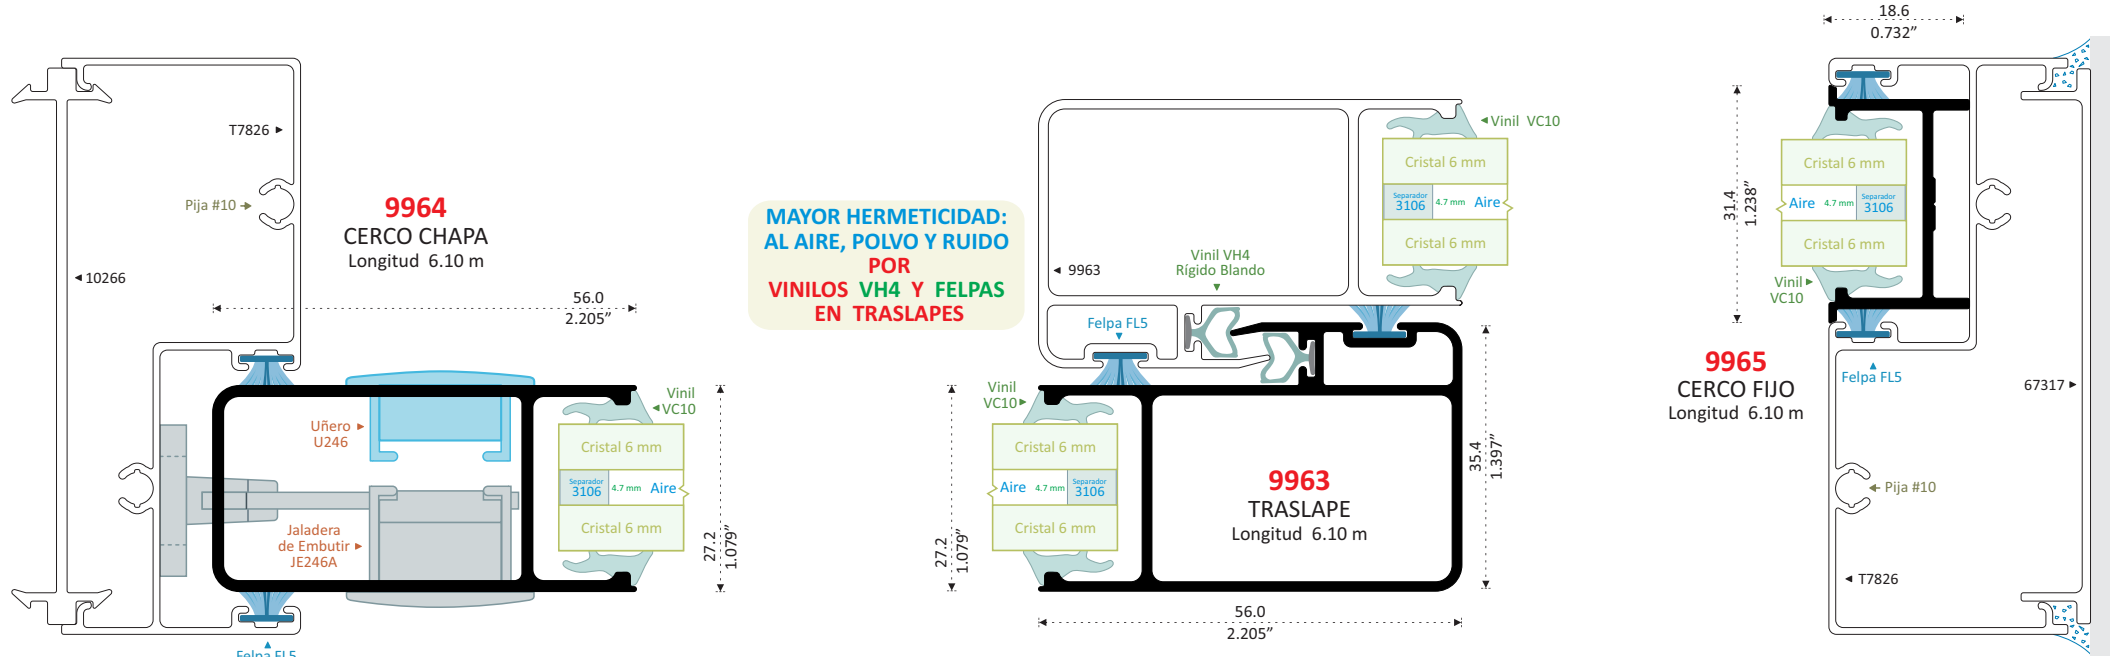 T7826
Pija #10
9964
CERCO CHAPA
Longitud 6.10 m
10266
56.0
2.205”
Uñero
U246
Jaladera
de Embutir
JE246A
Vinil
VC10
Cristal 6 mm
Separador
3106
4.7 mm
Aire
Cristal 6 mm
27.2
1.079”
Felpa FL5
MAYOR HERMETICIDAD:
AL AIRE, POLVO Y RUIDO
POR
VINILOS VH4 Y FELPAS
EN TRASLAPES
9963
Vinil VH4
Rígido Blando
Felpa FL5
Vinil VC10
Cristal 6 mm
Separador
3106
4.7 mm
Aire
Cristal 6 mm
Vinil
VC10
Cristal 6 mm
Aire
4.7 mm
Separador
3106
Cristal 6 mm
27.2
1.079”
9963
TRASLAPE
Longitud 6.10 m
35.4
1.397”
56.0
2.205”
18.6
0.732”
31.4
1.238”
Cristal 6 mm
Aire
4.7 mm
Separador
3106
Cristal 6 mm
Vinil
VC10
9965
CERCO FIJO
Longitud 6.10 m
Felpa FL5
67317
Pija #10
T7826